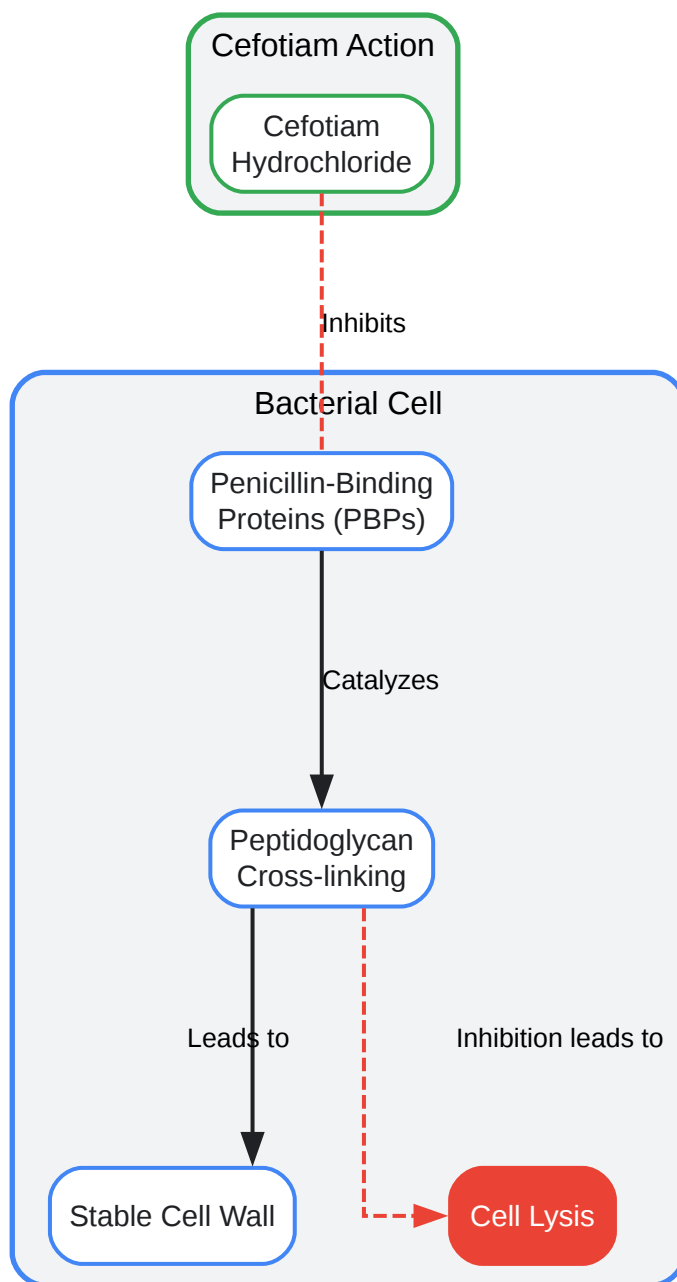 Cefotiam Action
Cefotiam
Hydrochloride
Inhibits
Bacterial Cell
Penicillin-Binding
Proteins (PBPs)
Catalyzes
Peptidoglycan
Cross-linking
Leads to
Inhibition leads to
Stable Cell Wall
Cell Lysis